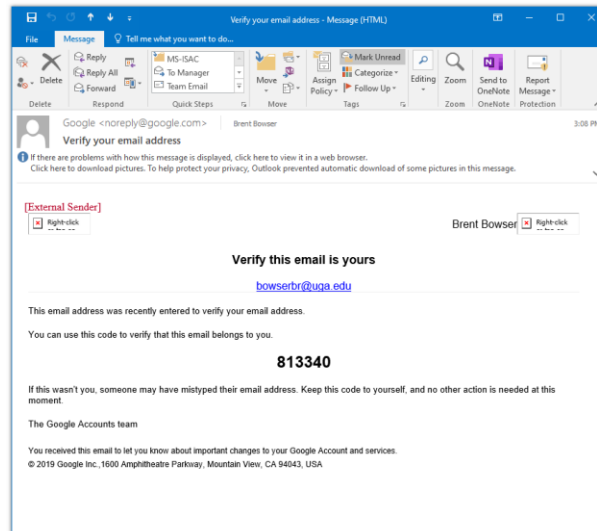 Verify your email address - Message (HTML)
File Message Tell me what you want to do...
Delete
Reply
Reply All
Forward
MS-ISAC
To Manager
Team Email
Move
Assign Policy
Mark Unread
Categorize
Follow Up
Editing
Zoom
Send to OneNote
Report Message
Delete Respond Quick Steps Move Tags Zoom OneNote Protection
Google <noreply@google.com> Brent Bowser 3:08 PM
Verify your email address
If there are problems with how this message is displayed, click here to view it in a web browser.
Click here to download pictures. To help protect your privacy, Outlook prevented automatic download of some pictures in this message.
[External Sender]
Right-click Brent Bowser Right-click
Verify this email is yours
bowserbr@uga.edu
This email address was recently entered to verify your email address.
You can use this code to verify that this email belongs to you.
813340
If this wasn't you, someone may have mistyped their email address. Keep this code to yourself, and no other action is needed at this
moment.
The Google Accounts team
You received this email to let you know about important changes to your Google Account and services.
© 2019 Google Inc.,1600 Amphitheatre Parkway, Mountain View, CA 94043, USA